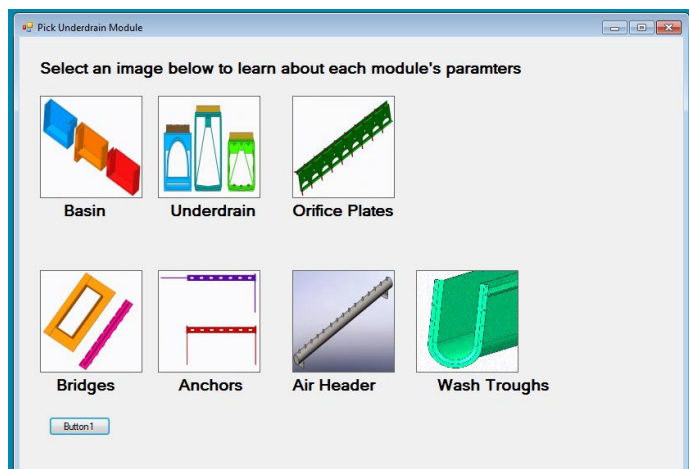 Pick Underdrain Module
Select an image below to learn about each module's paramters
Basin
Underdrain
Orifice Plates
Bridges
Anchors
Air Header
Wash Troughs
Button1